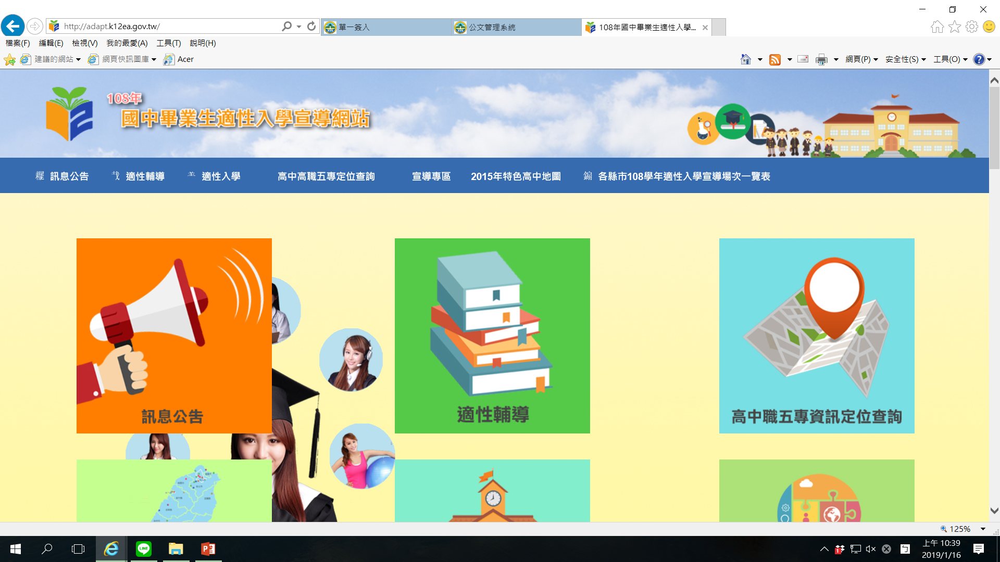 http://adapt.k12ea.gov.tw/
單一簽入
公文管理系統
108年國中畢業生適性入學...
檔案(F) 編輯(E) 檢視(V) 我的最愛(A) 工具(T) 說明(H)
建議的網站 網頁快訊圖庫 Acer
網頁(P) 安全性(S) 工具(O)
108年
國中畢業生適性入學宣導網站
訊息公告 適性輔導 適性入學 高中高職五專定位查詢 宣導專區 2015年特色高中地圖 各縣市108學年適性入學宣導場次一覽表
訊息公告
適性輔導
高中職五專資訊定位查詢
125%
LINE
上午 10:39
2019/1/16